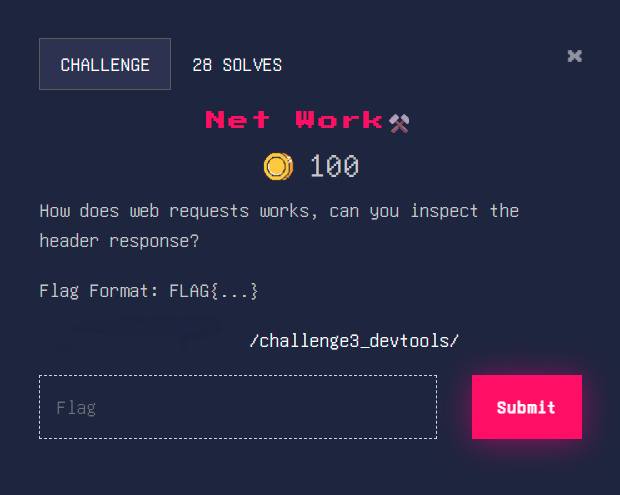 CHALLENGE
28 SOLVES
Net Work
100
How does web requests works, can you inspect the
header response?
Flag Format: FLAG{...}
/challenge3_devtools/
Flag
Submit